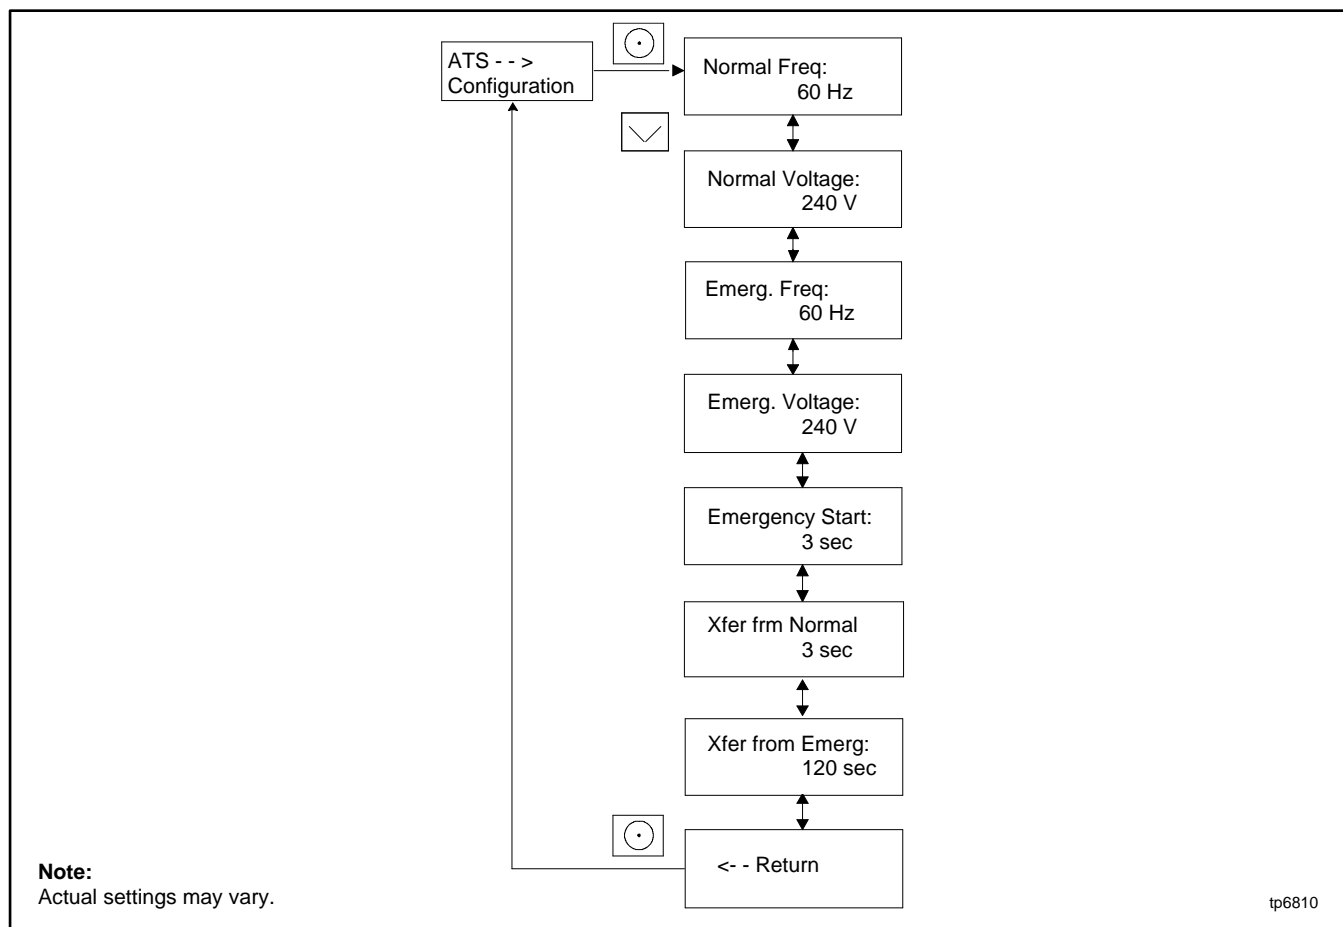 ATS - - >
Configuration
Normal Freq:
60 Hz
Normal Voltage:
240 V
Emerg. Freq:
60 Hz
Emerg. Voltage:
240 V
Emergency Start:
3 sec
Xfer frm Normal
3 sec
Xfer from Emerg:
120 sec
<- - Return
Note:
Actual settings may vary.
tp6810